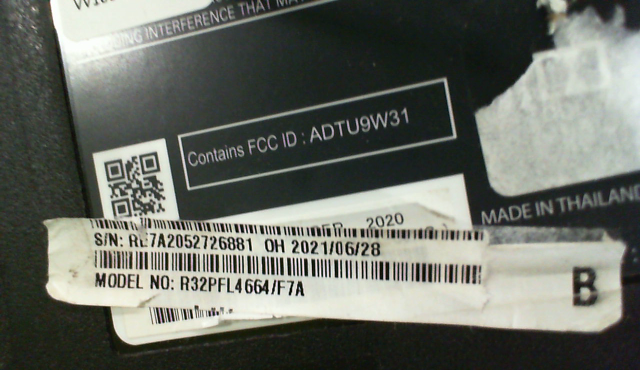 INTERFERENCE THAT
Contains FCC ID : ADTU9W31
2020
MADE IN THAILAND
S/N: RE7A2052726881 OH 2021/06/28
MODEL NO: R32PFL4664/F7A
B